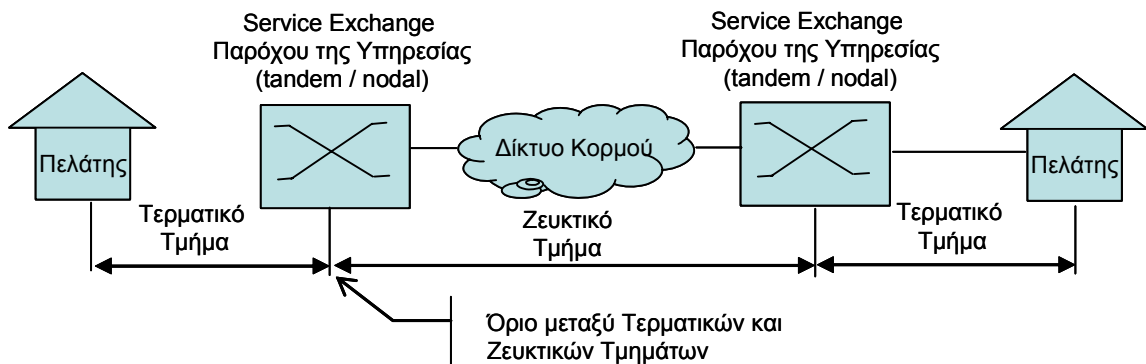 Service Exchange
Παρόχου της Υπηρεσίας
(tandem / nodal)
Service Exchange
Παρόχου της Υπηρεσίας
(tandem / nodal)
Πελάτης
Δίκτυο Κορμού
Πελάτης
Τερματικό
Τμήμα
Ζευκτικό
Τμήμα
Τερματικό
Τμήμα
Όριο μεταξύ Τερματικών και
Ζευκτικών Τμημάτων